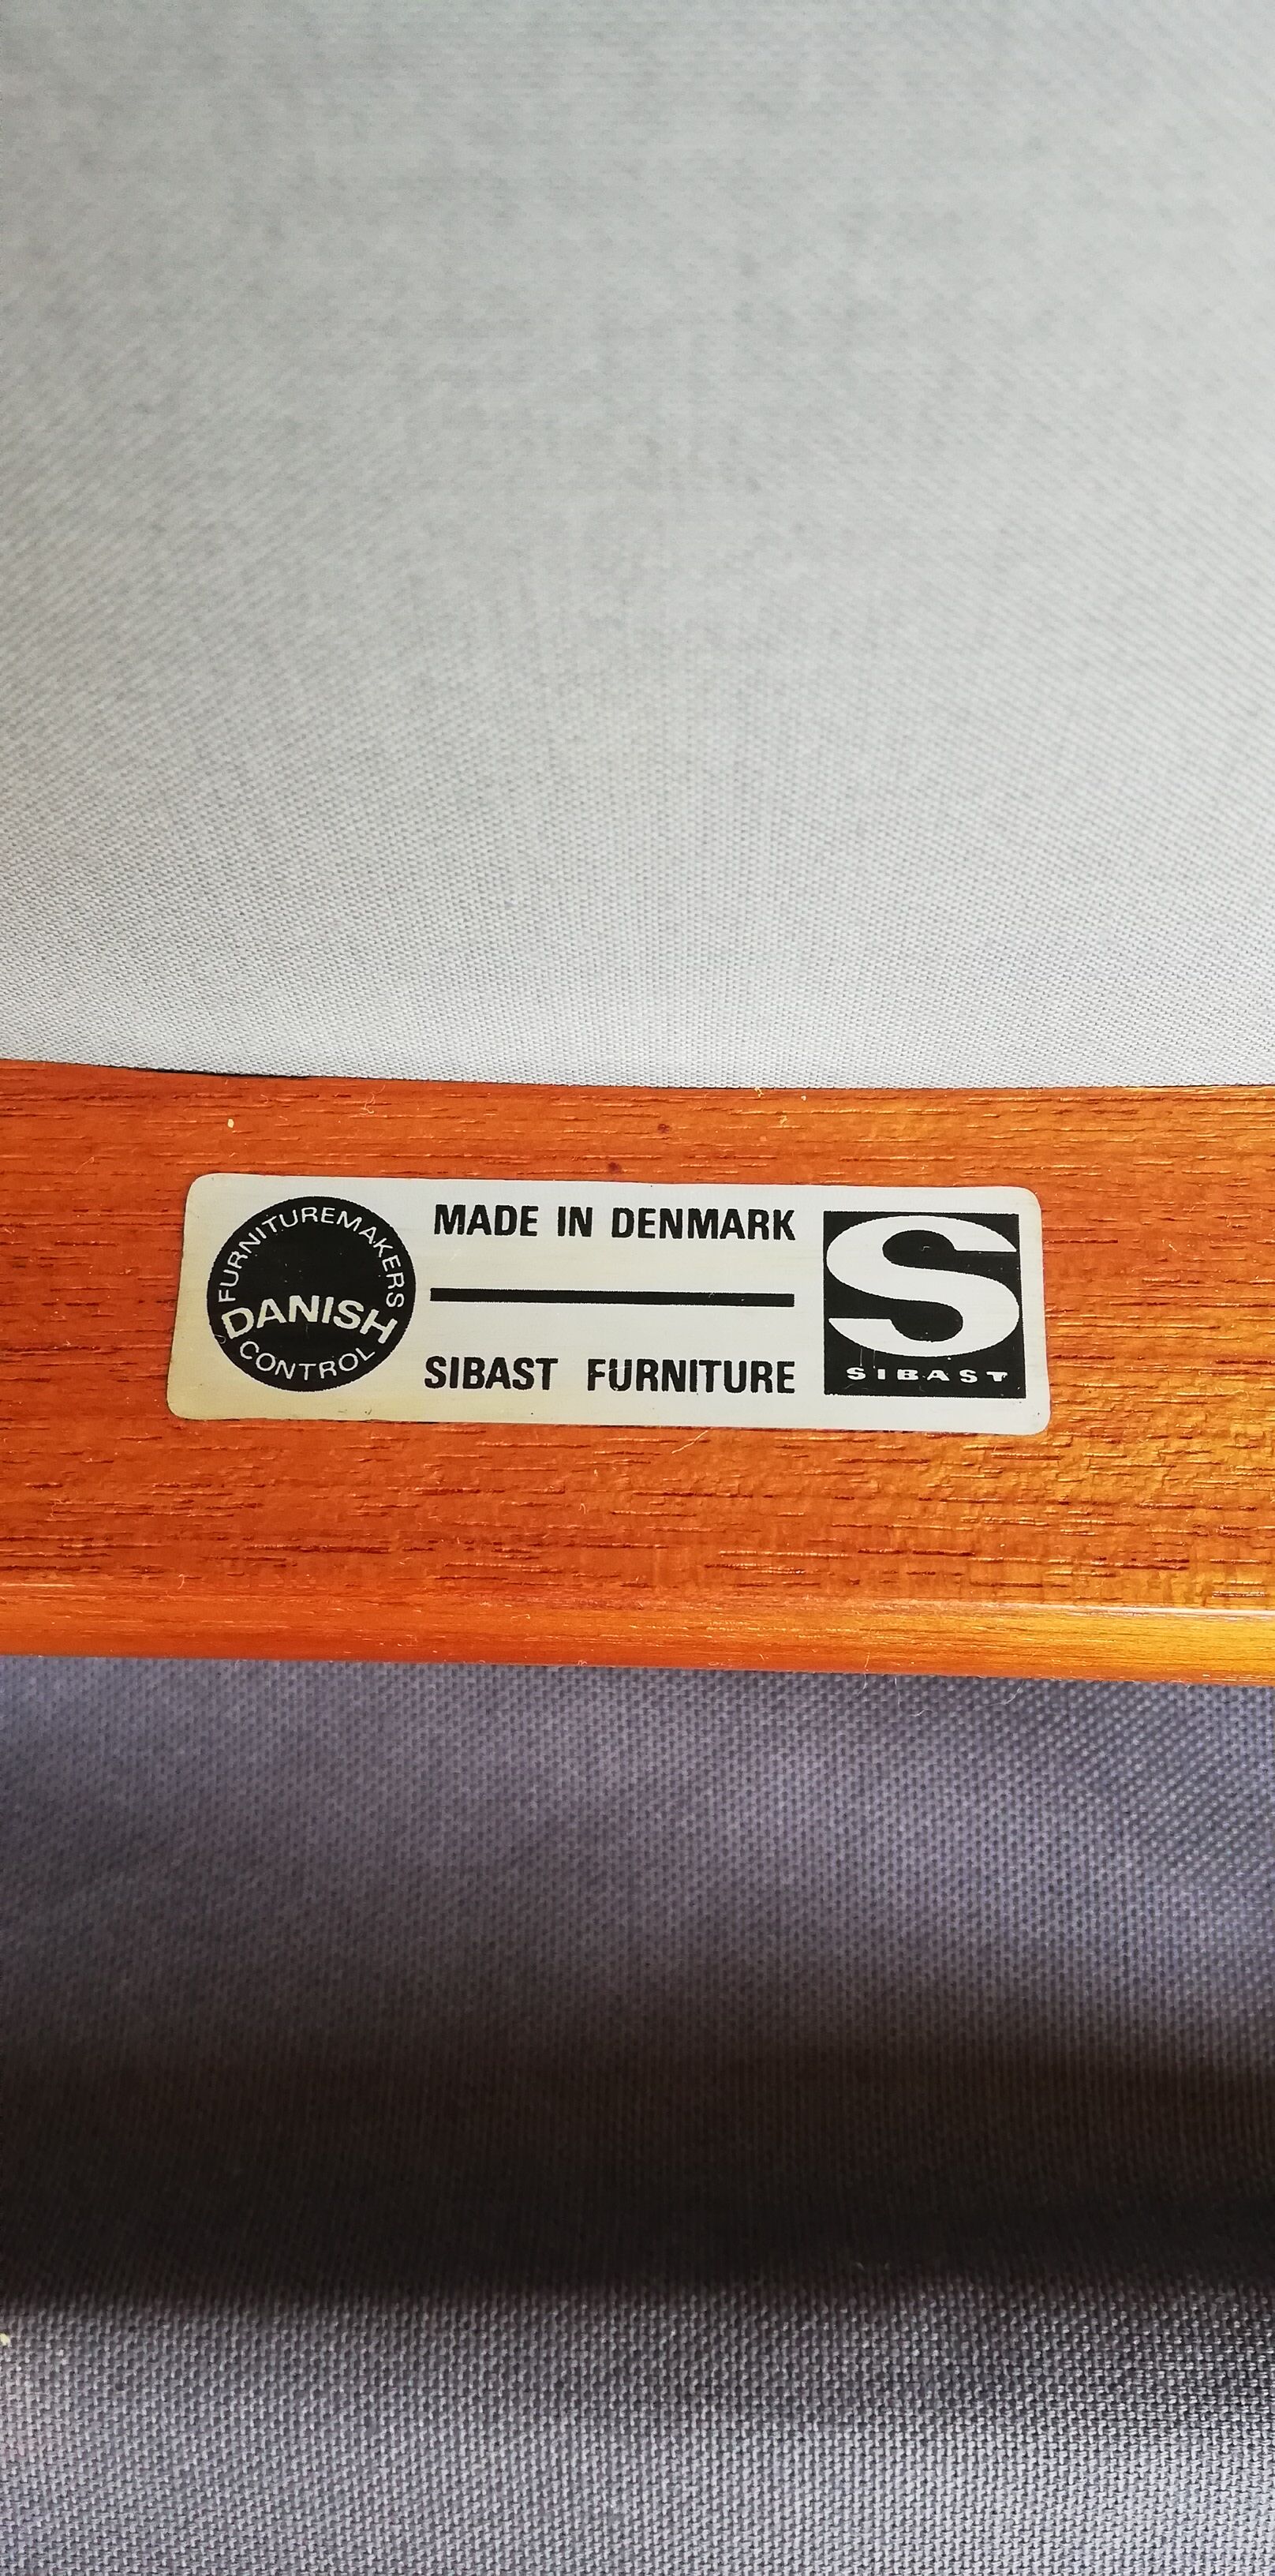 FURNITUREMAKERS
DANISH
CONTROL
MADE IN DENMARK
SIBAST FURNITURE
S
SIBAST